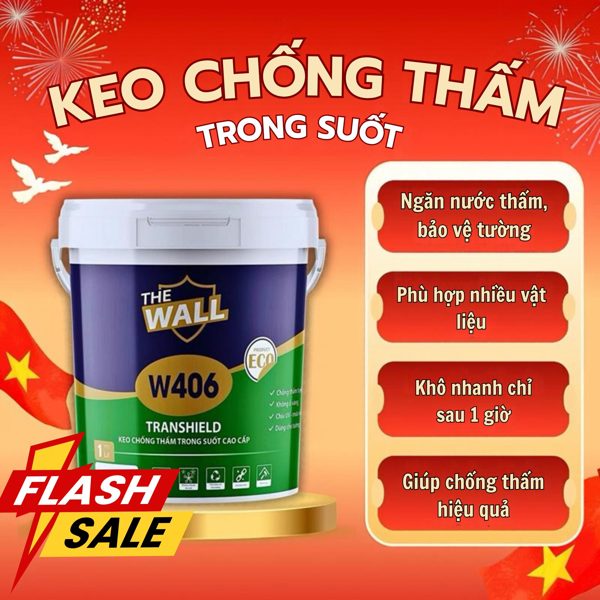 KEO CHỐNG THẤM
TRONG SUỐT
Ngăn nước thấm,
bảo vệ tường
Phù hợp nhiều vật
liệu
Khô nhanh chỉ
sau 1 giờ
Giúp chống thấm
hiệu quả
THE
WALL
PRODUCT
ECO
W406
TRANSHIELD
KEO CHỐNG THẤM TRONG SUỐT CAO CẤP
1
FLASH
SALE